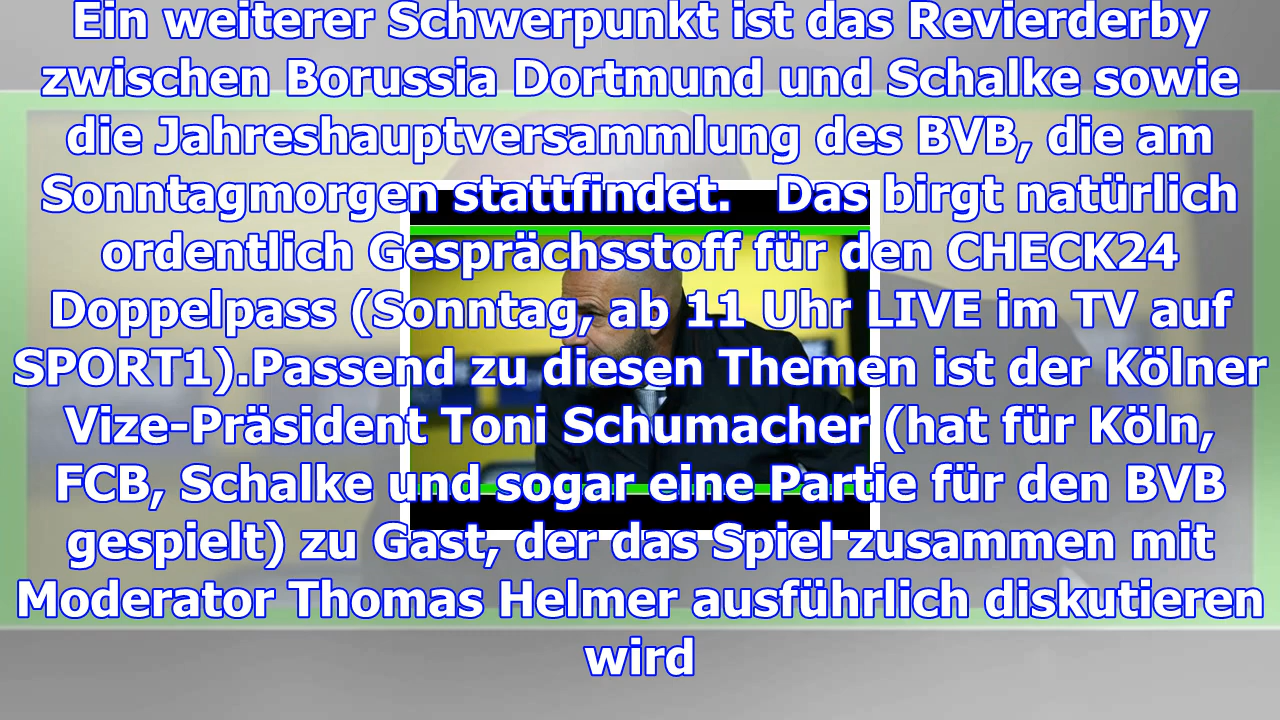 Ein weiterer Schwerpunkt ist das Revierderby
zwischen Borussia Dortmund und Schalke sowie
die Jahreshauptversammlung des BVB, die am
Sonntagmorgen stattfindet.   Das birgt natürlich
ordentlich Gesprächsstoff für den CHECK24
Doppelpass (Sonntag, ab 11 Uhr LIVE im TV auf
SPORT1).Passend zu diesen Themen ist der Kölner
Vize-Präsident Toni Schumacher (hat für Köln,
FCB, Schalke und sogar eine Partie für den BVB
gespielt) zu Gast, der das Spiel zusammen mit
Moderator Thomas Helmer ausführlich diskutieren
wird